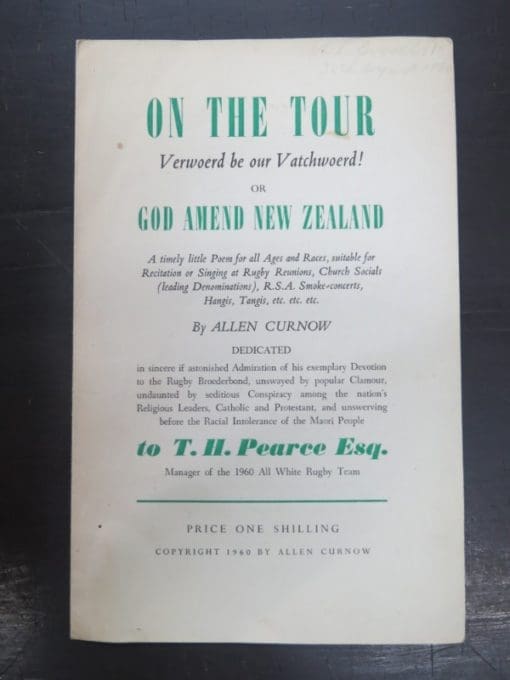 ON THE TOUR
Verwoerd be our Vatchwoerd!
OR
GOD AMEND NEW ZEALAND
A timely little Poem for all Ages and Races, suitable for
Recitation or Singing at Rugby Reunions, Church Socials
(leading Denominations), R.S.A. Smoke-concerts,
Hangis, Tangis, etc. etc. etc.
By ALLEN CURNOW
DEDICATED
in sincere if astonished Admiration of his exemplary Devotion
to the Rugby Broederbond, unswayed by popular Clamour,
undaunted by seditious Conspiracy among the nation's
Religious Leaders, Catholic and Protestant, and unswerving
before the Racial Intolerance of the Maori People
to T. H. Pearce Esq.
Manager of the 1960 All White Rugby Team
PRICE ONE SHILLING
COPYRIGHT 1960 BY ALLEN CURNOW